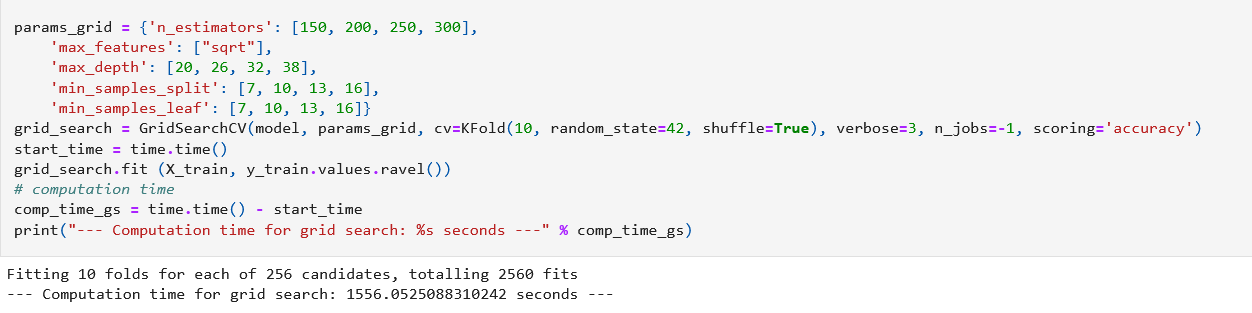 params_grid = {'n_estimators': [150, 200, 250, 300],
    'max_features': ["sqrt"],
    'max_depth': [20, 26, 32, 38],
    'min_samples_split': [7, 10, 13, 16],
    'min_samples_leaf': [7, 10, 13, 16]}
grid_search = GridSearchCV(model, params_grid, cv=KFold(10, random_state=42, shuffle=True), verbose=3, n_jobs=-1, scoring='accuracy')
start_time = time.time()
grid_search.fit (X_train, y_train.values.ravel())
# computation time
comp_time_gs = time.time() - start_time
print("--- Computation time for grid search: %s seconds ---" % comp_time_gs)
Fitting 10 folds for each of 256 candidates, totalling 2560 fits
--- Computation time for grid search: 1556.0525088310242 seconds ---